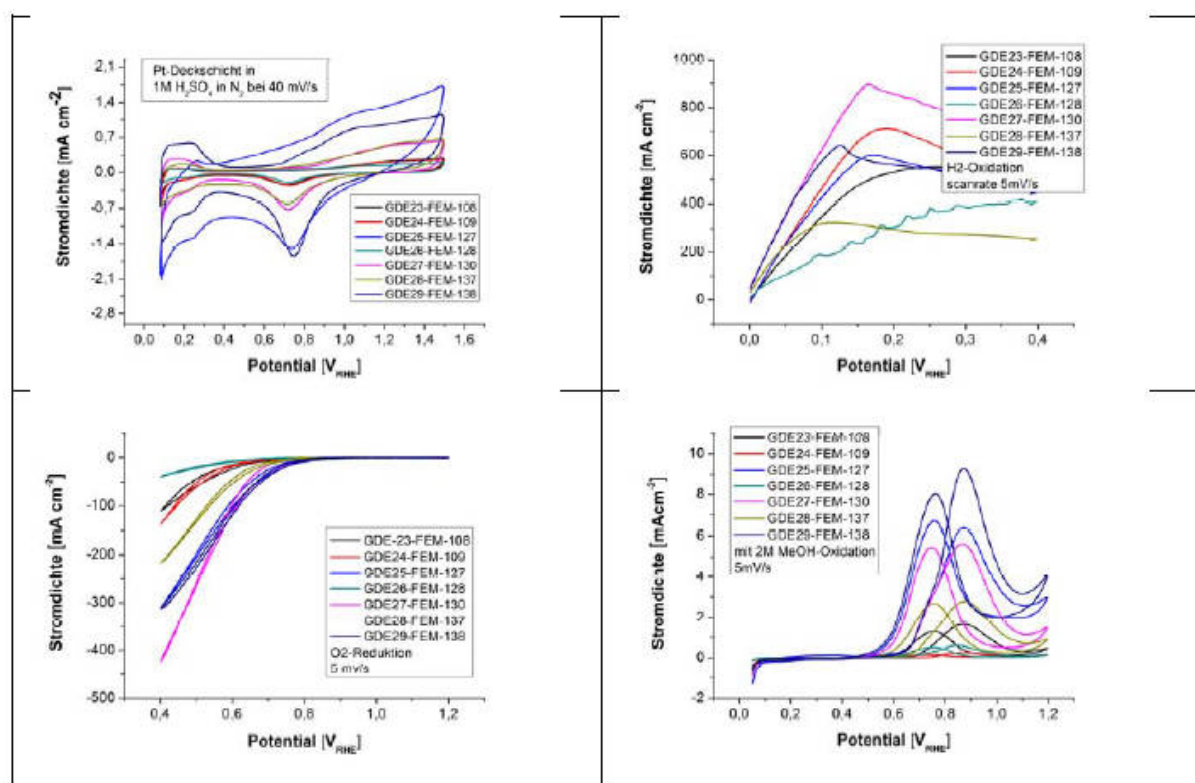 Pt-Deckschicht in
1M H2SO4 in N2 bei 40 mV/s
Stromdichte [mA cm-2]
2,1
1,4
0,7
0,0
-0,7
-1,4
-2,1
-2,8
GDE23-FEM-108
GDE24-FEM-109
GDE25-FEM-127
GDE26-FEM-128
GDE27-FEM-130
GDE28-FEM-137
GDE29-FEM-138
0,0 0,2 0,4 0,6 0,8 1,0 1,2 1,4 1,6
Potential [VRHE]
Stromdichte [mA cm-2]
1000
800
600
400
200
0
GDE23-FEM-108
GDE24-FEM-109
GDE25-FEM-127
GDE26-FEM-128
GDE27-FEM-130
GDE28-FEM-137
GDE29-FEM-138
H2-Oxidation
scanrate 5mV/s
0,0 0,1 0,2 0,3 0,4
Potential [VRHE]
Stromdichte [mA cm-2]
0
-100
-200
-300
-400
-500
GDE-23-FEM-108
GDE24-FEM-109
GDE25-FEM-127
GDE26-FEM-128
GDE27-FEM-130
GDE28-FEM-137
GDE29-FEM-138
O2-Reduktion
5 mv/s
0,4 0,6 0,8 1,0 1,2
Potential [VRHE]
Stromdichte [mAcm-2]
10
8
6
4
2
0
-2
GDE23-FEM-108
GDE24-FEM-109
GDE25-FEM-127
GDE26-FEM-128
GDE27-FEM-130
GDE28-FEM-137
GDE29-FEM-138
mit 2M MeOH-Oxidation
5mV/s
0,0 0,2 0,4 0,6 0,8 1,0 1,2
Potential [VRHE]